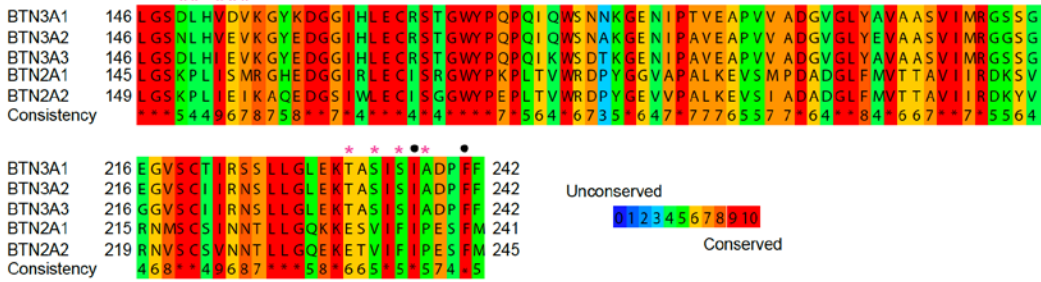 BTN3A1 146 LGSDLHVDVKGYKDGGIHLECRSTGWYPQPQIQWSNNKGENIPTVEAPVVADGVGLYAVAASVIMRGSSG
BTN3A2 146 LGSNLHVEVKGYEDGGIHLECRSTGWYPQPQIQWSNAKGENIPAVEAPVVADGVGLYEVAASVIMRGSSG
BTN3A3 146 LGSDLHIEVKGYEDGGIHLECRSTGWYPQPQIKWSDTKGENIPAVEAPVVADGVGLYAVAASVIMRGSSG
BTN2A1 145 LGSKPLISMRGHEDGGIRLECISRGWYPKPLTVWRDPYGGVAPALKEVSMPDADGLFMVTTAVIIRDKSV
BTN2A2 149 LGSKPLIEIKAQEDGSIWLECISGGWYPEPLTVWRDPYGEVVPALKEVSIADADGLFMVTTAVIIRDKYV
Consistency ***5449678758**7*4***4*4****7*564*6735*647*77765577*64**84*667**7*5564
* * *●* ●
BTN3A1 216 EGVSCTIRSSLLGLEKTASISIADPFF 242
BTN3A2 216 EGVSCIIRNSLLGLEKTASISIADPFF 242
BTN3A3 216 GGVSCIIRNSLLGLEKTASISIADPFF 242
BTN2A1 215 RNMSCSINNTLLGQKKESVIFIPESFM 241
BTN2A2 219 RNVSCSVNNTLLGQEKETVIFIPESFM 245
Consistency 468**49687***58*665*5*574*5
Unconserved
0 1 2 3 4 5 6 7 8 9 10
Conserved